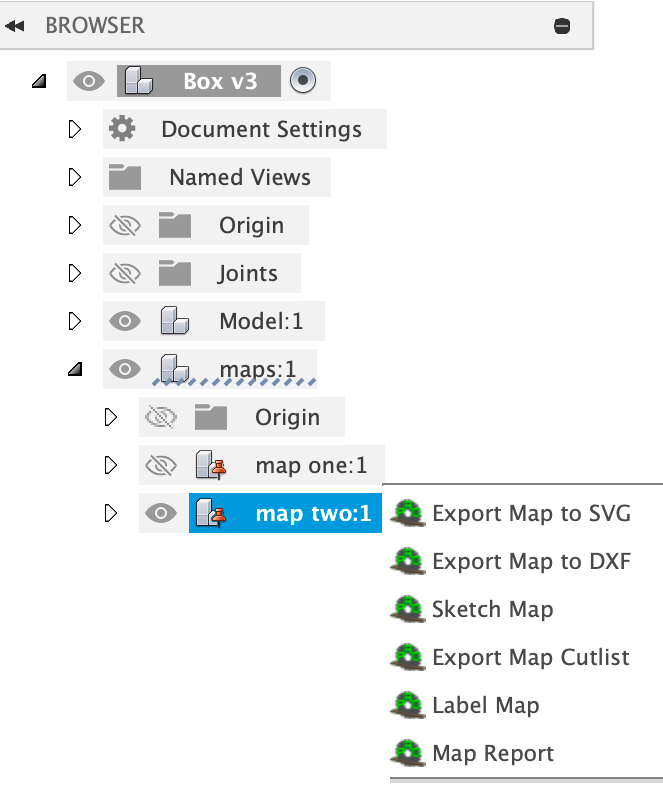 BROWSER
Box v3
Document Settings
Named Views
Origin
Joints
Model:1
maps:1
Origin
map one:1
map two:1
Export Map to SVG
Export Map to DXF
Sketch Map
Export Map Cutlist
Label Map
Map Report